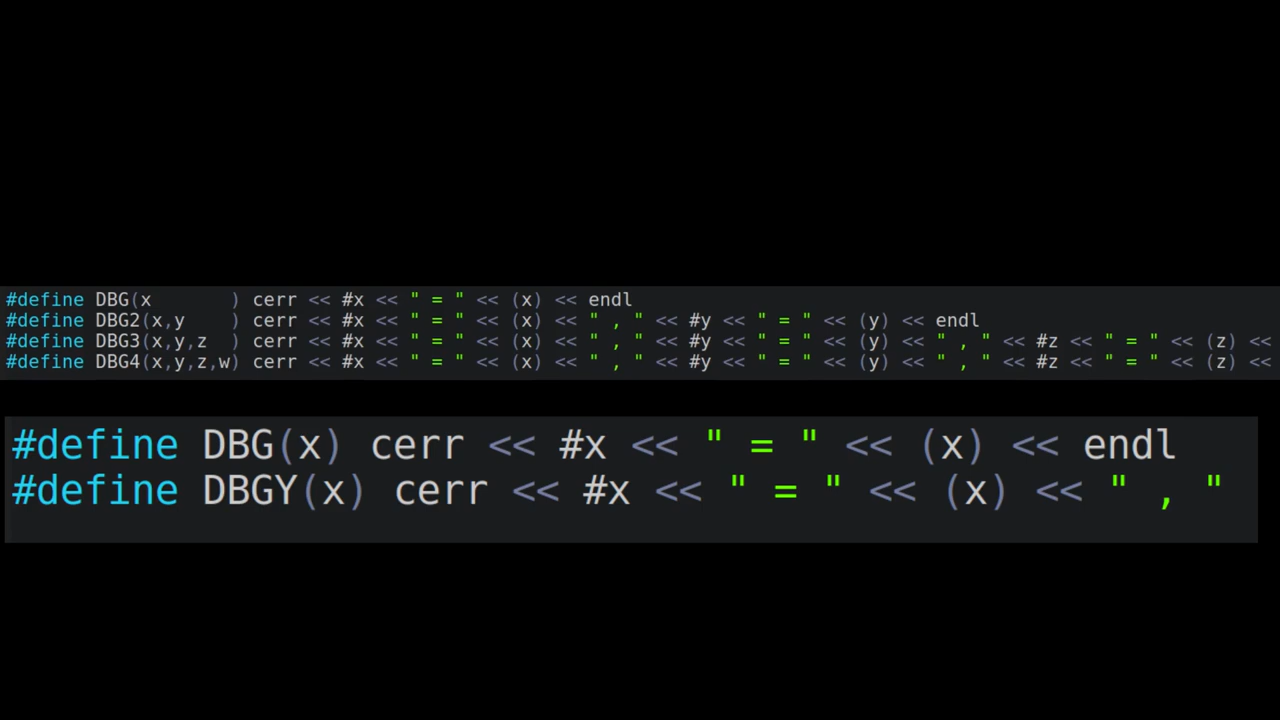 #define DBG(x       ) cerr << #x << " = " << (x) << endl
#define DBG2(x,y    ) cerr << #x << " = " << (x) << " , " << #y << " = " << (y) << endl
#define DBG3(x,y,z  ) cerr << #x << " = " << (x) << " , " << #y << " = " << (y) << " , " << #z << " = " << (z) <<
#define DBG4(x,y,z,w) cerr << #x << " = " << (x) << " , " << #y << " = " << (y) << " , " << #z << " = " << (z) <<
#define DBG(x) cerr << #x << " = " << (x) << endl
#define DBGY(x) cerr << #x << " = " << (x) << " , "